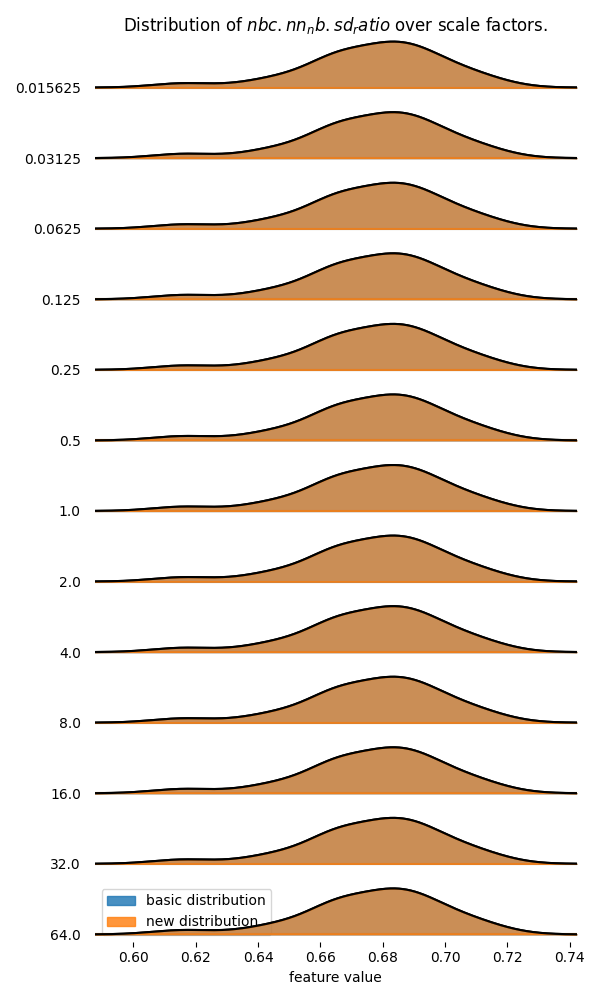 Distribution of nbc.nnₙb.sdᵣatio over scale factors.
0.015625
0.03125
0.0625
0.125
0.25
0.5
1.0
2.0
4.0
8.0
16.0
32.0
basic distribution
new distribution
64.0
0.60 0.62 0.64 0.66 0.68 0.70 0.72 0.74
feature value